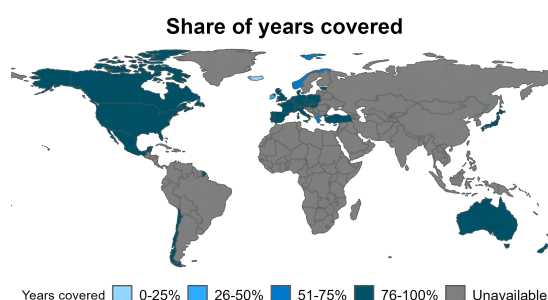 Share of years covered
Years covered 0-25% 26-50% 51-75% 76-100% Unavailable